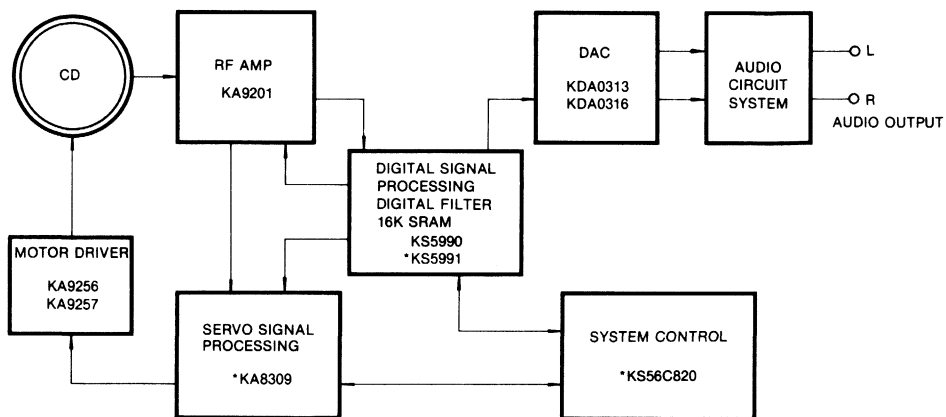 CD
RF AMP
KA9201
DAC
KDA0313
KDA0316
AUDIO
CIRCUIT
SYSTEM
L
R
AUDIO OUTPUT
DIGITAL SIGNAL
PROCESSING
DIGITAL FILTER
16K SRAM
KS5990
*KS5991
MOTOR DRIVER
KA9256
KA9257
SERVO SIGNAL
PROCESSING
*KA8309
SYSTEM CONTROL
*KS56C820